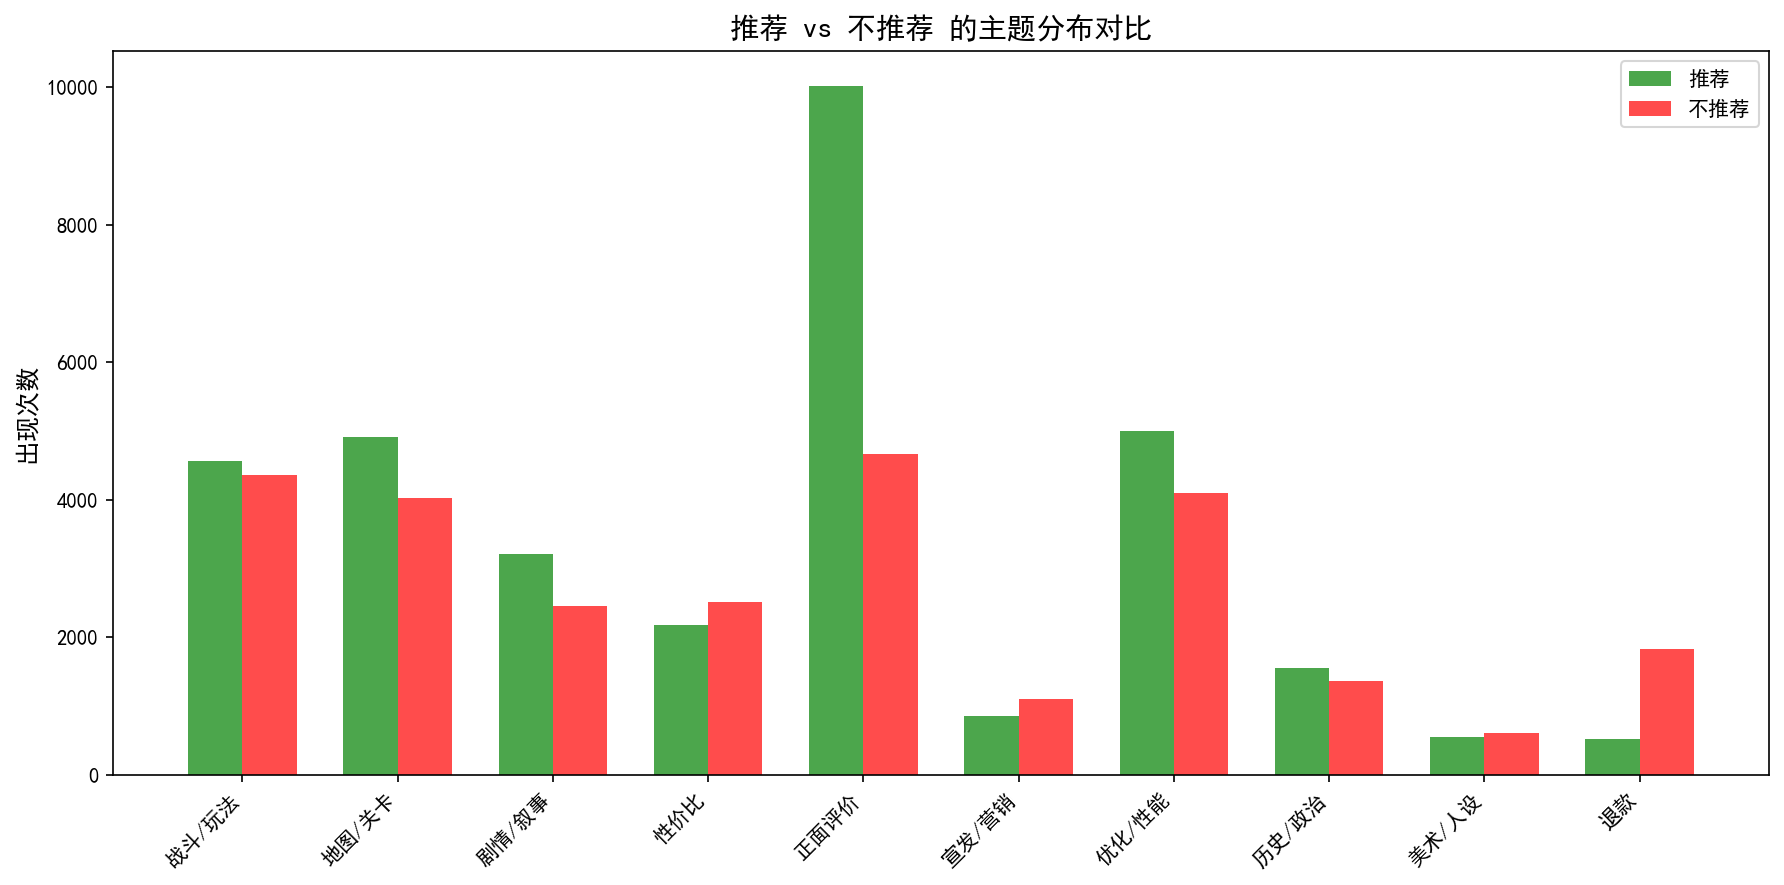 推荐 vs 不推荐 的主题分布对比
推荐
不推荐
出现次数
10000
8000
6000
4000
2000
0
战斗/玩法
地图/关卡
剧情/叙事
性价比
正面评价
宣发/营销
优化/性能
历史/政治
美术/人设
退款